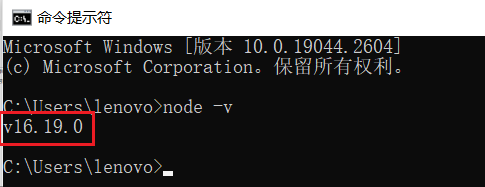 命令提示符
Microsoft Windows [版本 10.0.19044.2604]
(c) Microsoft Corporation。保留所有权利。
C:\Users\lenovo>node -v
v16.19.0
C:\Users\lenovo>